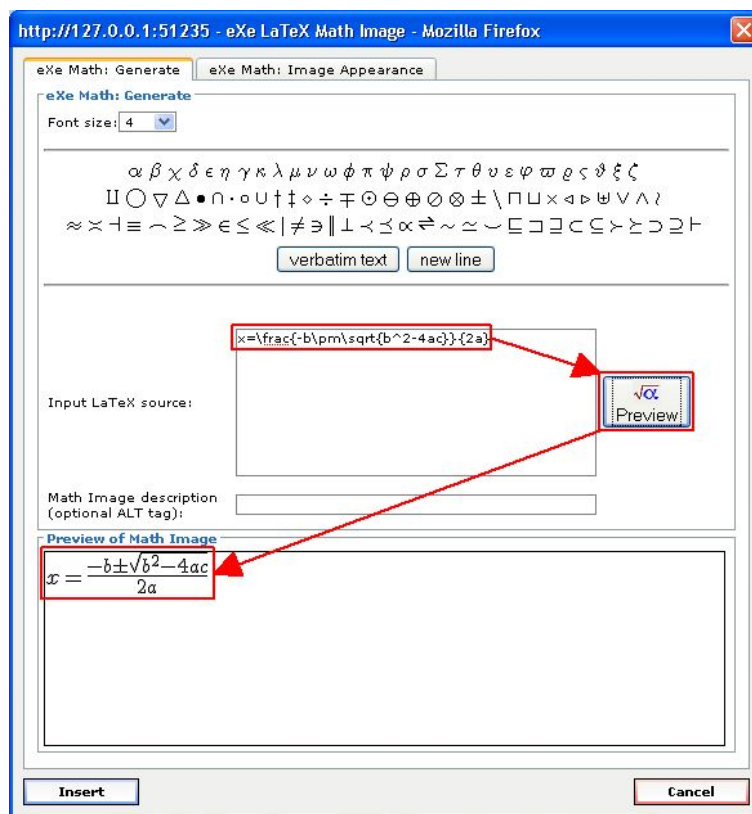 http://127.0.0.1:51235 - eXe LaTeX Math Image - Mozilla Firefox
eXe Math: Generate eXe Math: Image Appearance
eXe Math: Generate
Font size: 4
α β χ δ ϵ η γ κ λ μ ν ω ϕ π ψ ρ σ Σ τ θ υ ε φ ϖ ϱ ς ϑ ξ ζ
∐ ◯ ▽ △ • ∩ · ∘ ∪ † ‡ ⋄ ÷ ∓ ⊙ ⊖ ⊕ ⊘ ⊗ ± \ ⊓ ⊔ × ◃ ▹ ⊎ ∨ ∧ ≀
≈ ≍ ⊣ ≡ ⌢ ≥ ≫ ∈ ≤ ≪ | ≠ ∋ ∥ ⊥ ≺ ⪯ ∝ ⇌ ∼ ≃ ⌣ ⊑ ⊐ ⊒ ⊂ ⊆ ≻ ⪰ ⊃ ⊇ ⊢
verbatim text new line
x=\frac{-b\pm\sqrt{b^2-4ac}}{2a}
Input LaTeX source:
√α
Preview
Math Image description
(optional ALT tag):
Preview of Math Image
x = −b±√b²−4ac
2a
Insert Cancel